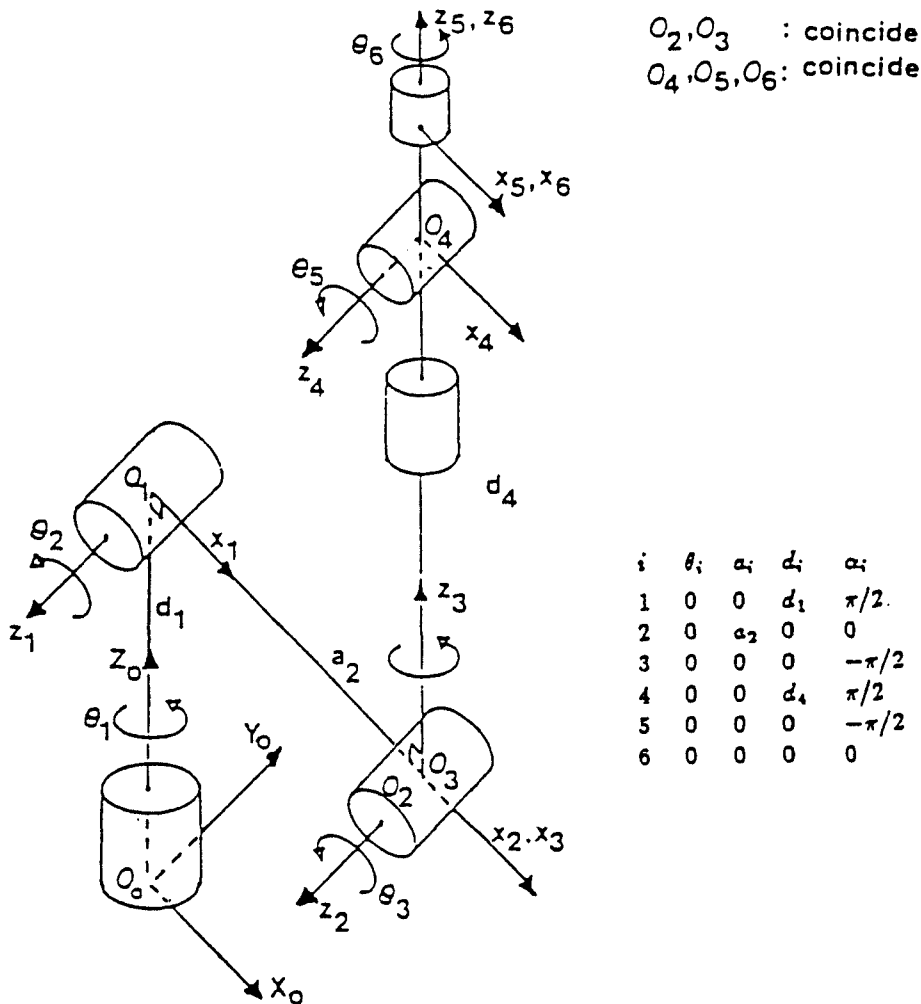 z₅, z₆
θ₆
O₂,O₃ : coincide
O₄,O₅,O₆: coincide
x₅, x₆
O₄
θ₅
x₄
z₄
d₄
O₁
θ₂
x₁
z₁
d₁
z₃
Z₀
a₂
θ₁
Y₀
O₃
O₂
x₂.x₃
θ₃
z₂
O₀
X₀
i θᵢ aᵢ dᵢ αᵢ
1 0 0 d₁ π/2.
2 0 a₂ 0 0
3 0 0 0 −π/2
4 0 0 d₄ π/2
5 0 0 0 −π/2
6 0 0 0 0